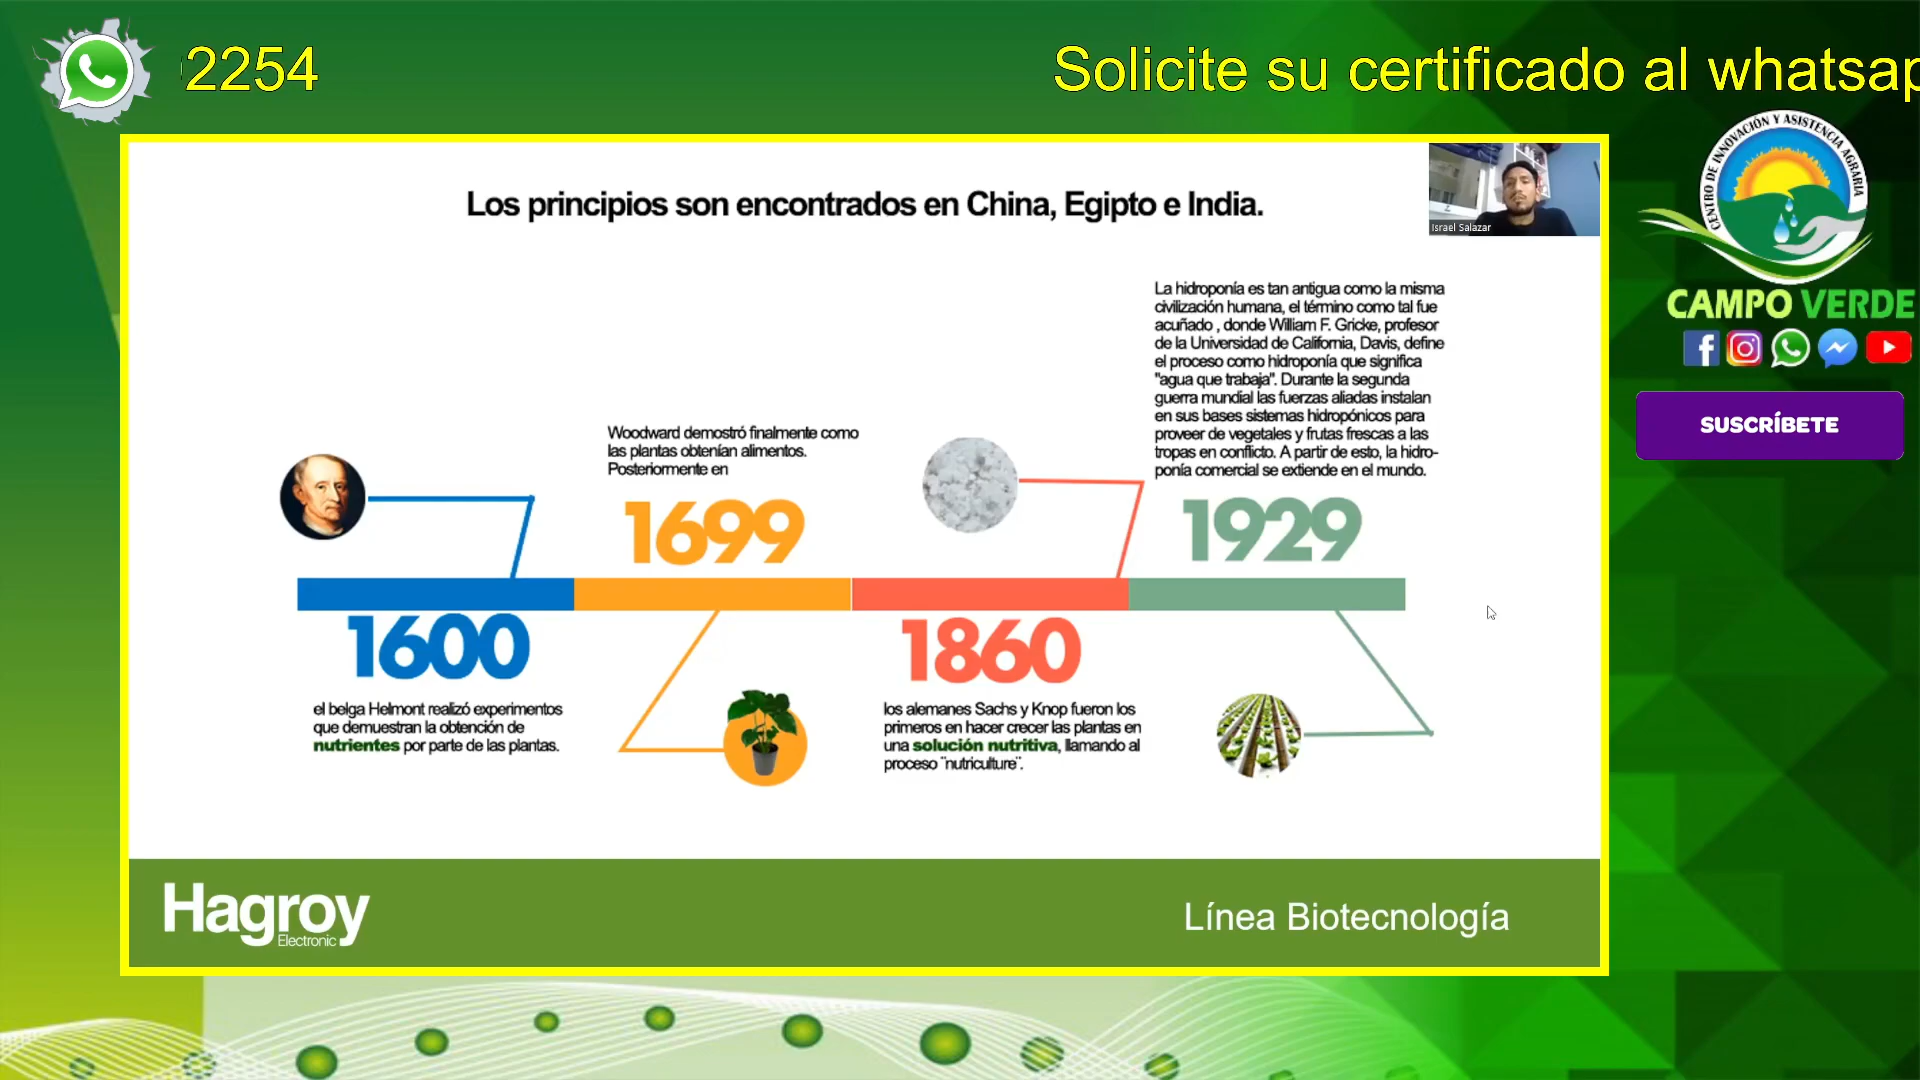 2254
Solicite su certificado al whatsap
CENTRO DE INNOVACIÓN Y ASISTENCIA AGRARIA
CAMPO VERDE
SUSCRÍBETE
Los principios son encontrados en China, Egipto e India.
Israel Salazar
La hidroponía es tan antigua como la misma
civilización humana, el término como tal fue
acuñado , donde William F. Gricke, profesor
de la Universidad de California, Davis, define
el proceso como hidroponía que significa
"agua que trabaja". Durante la segunda
guerra mundial las fuerzas aliadas instalan
en sus bases sistemas hidropónicos para
proveer de vegetales y frutas frescas a las
tropas en conflicto. A partir de esto, la hidro-
ponía comercial se extiende en el mundo.
Woodward demostró finalmente como
las plantas obtenían alimentos.
Posteriormente en
1699
1929
1600
1860
el belga Helmont realizó experimentos
que demuestran la obtención de
nutrientes por parte de las plantas.
los alemanes Sachs y Knop fueron los
primeros en hacer crecer las plantas en
una solución nutritiva, llamando al
proceso ¨nutriculture¨.
Hagroy
Electronic
Línea Biotecnología